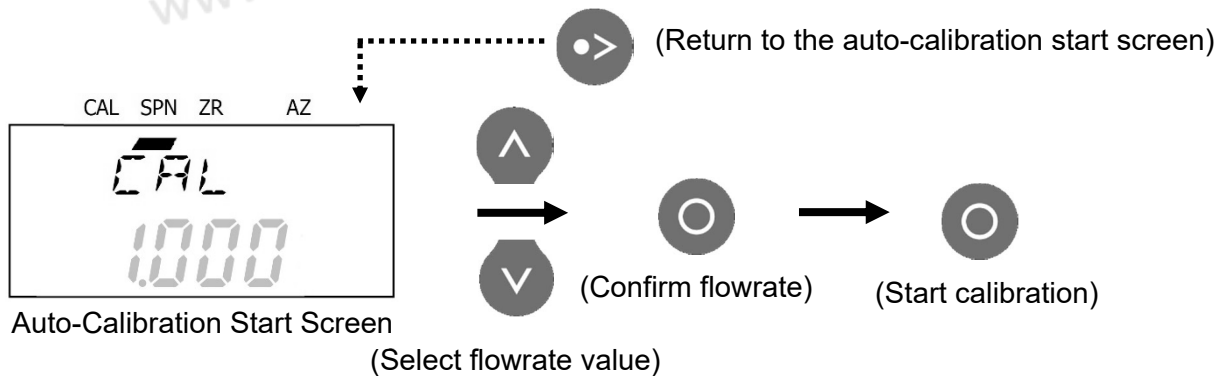 (Return to the auto-calibration start screen)
CAL SPN ZR AZ
CAL
1.000
(Confirm flowrate)
(Start calibration)
Auto-Calibration Start Screen
(Select flowrate value)